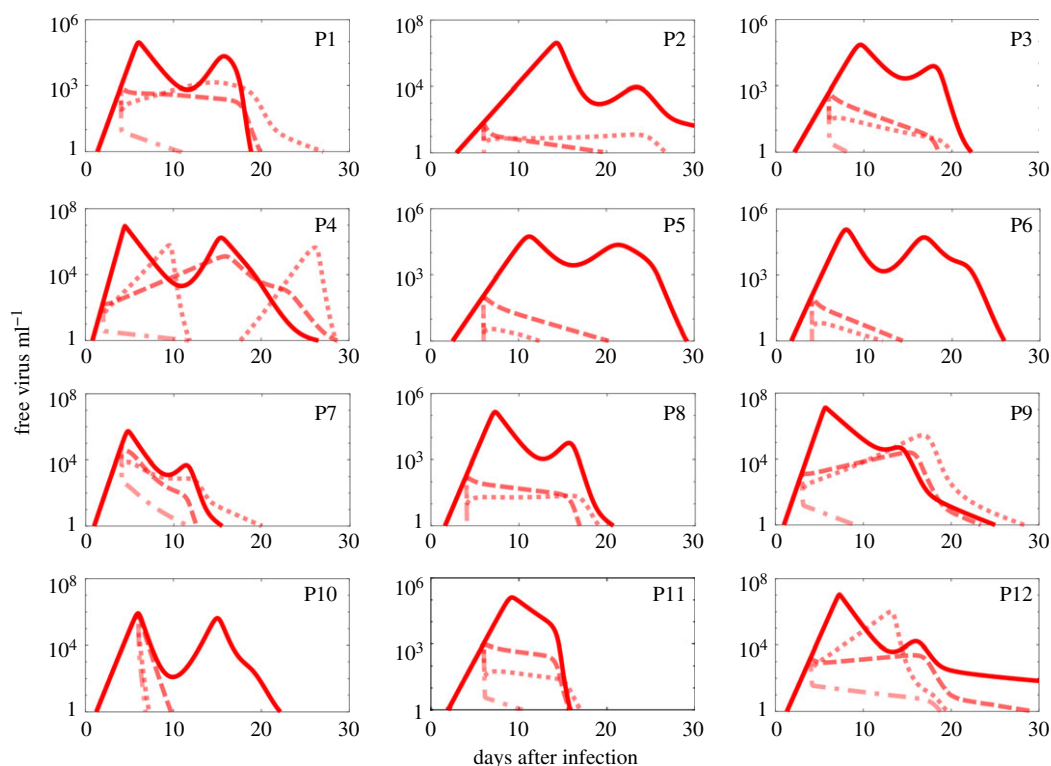 10^6 P1 10^8 P2 10^6 P3
10^3 10^4 10^3
1 1 1
0 10 20 30 0 10 20 30 0 10 20 30
10^8 P4 10^6 P5 10^6 P6
10^4 10^3 10^3
1 1 1
0 10 20 30 0 10 20 30 0 10 20 30
free virus ml^−1
10^8 P7 10^6 P8 10^8 P9
10^4 10^3 10^4
1 1 1
0 10 20 30 0 10 20 30 0 10 20 30
10^8 P10 10^6 P11 10^8 P12
10^4 10^3 10^4
1 1 1
0 10 20 30 0 10 20 30 0 10 20 30
days after infection